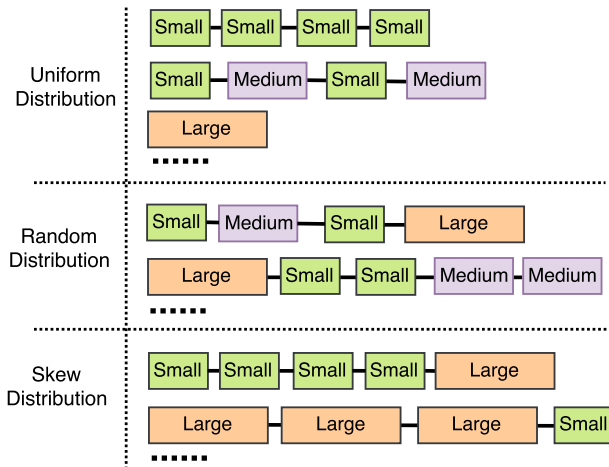 Small Small Small Small
Uniform Distribution
Small Medium Small Medium
Large
......
Random Distribution
Small Medium Small Large
Large Small Small Medium Medium
......
Skew Distribution
Small Small Small Small Large
Large Large Large Small
......